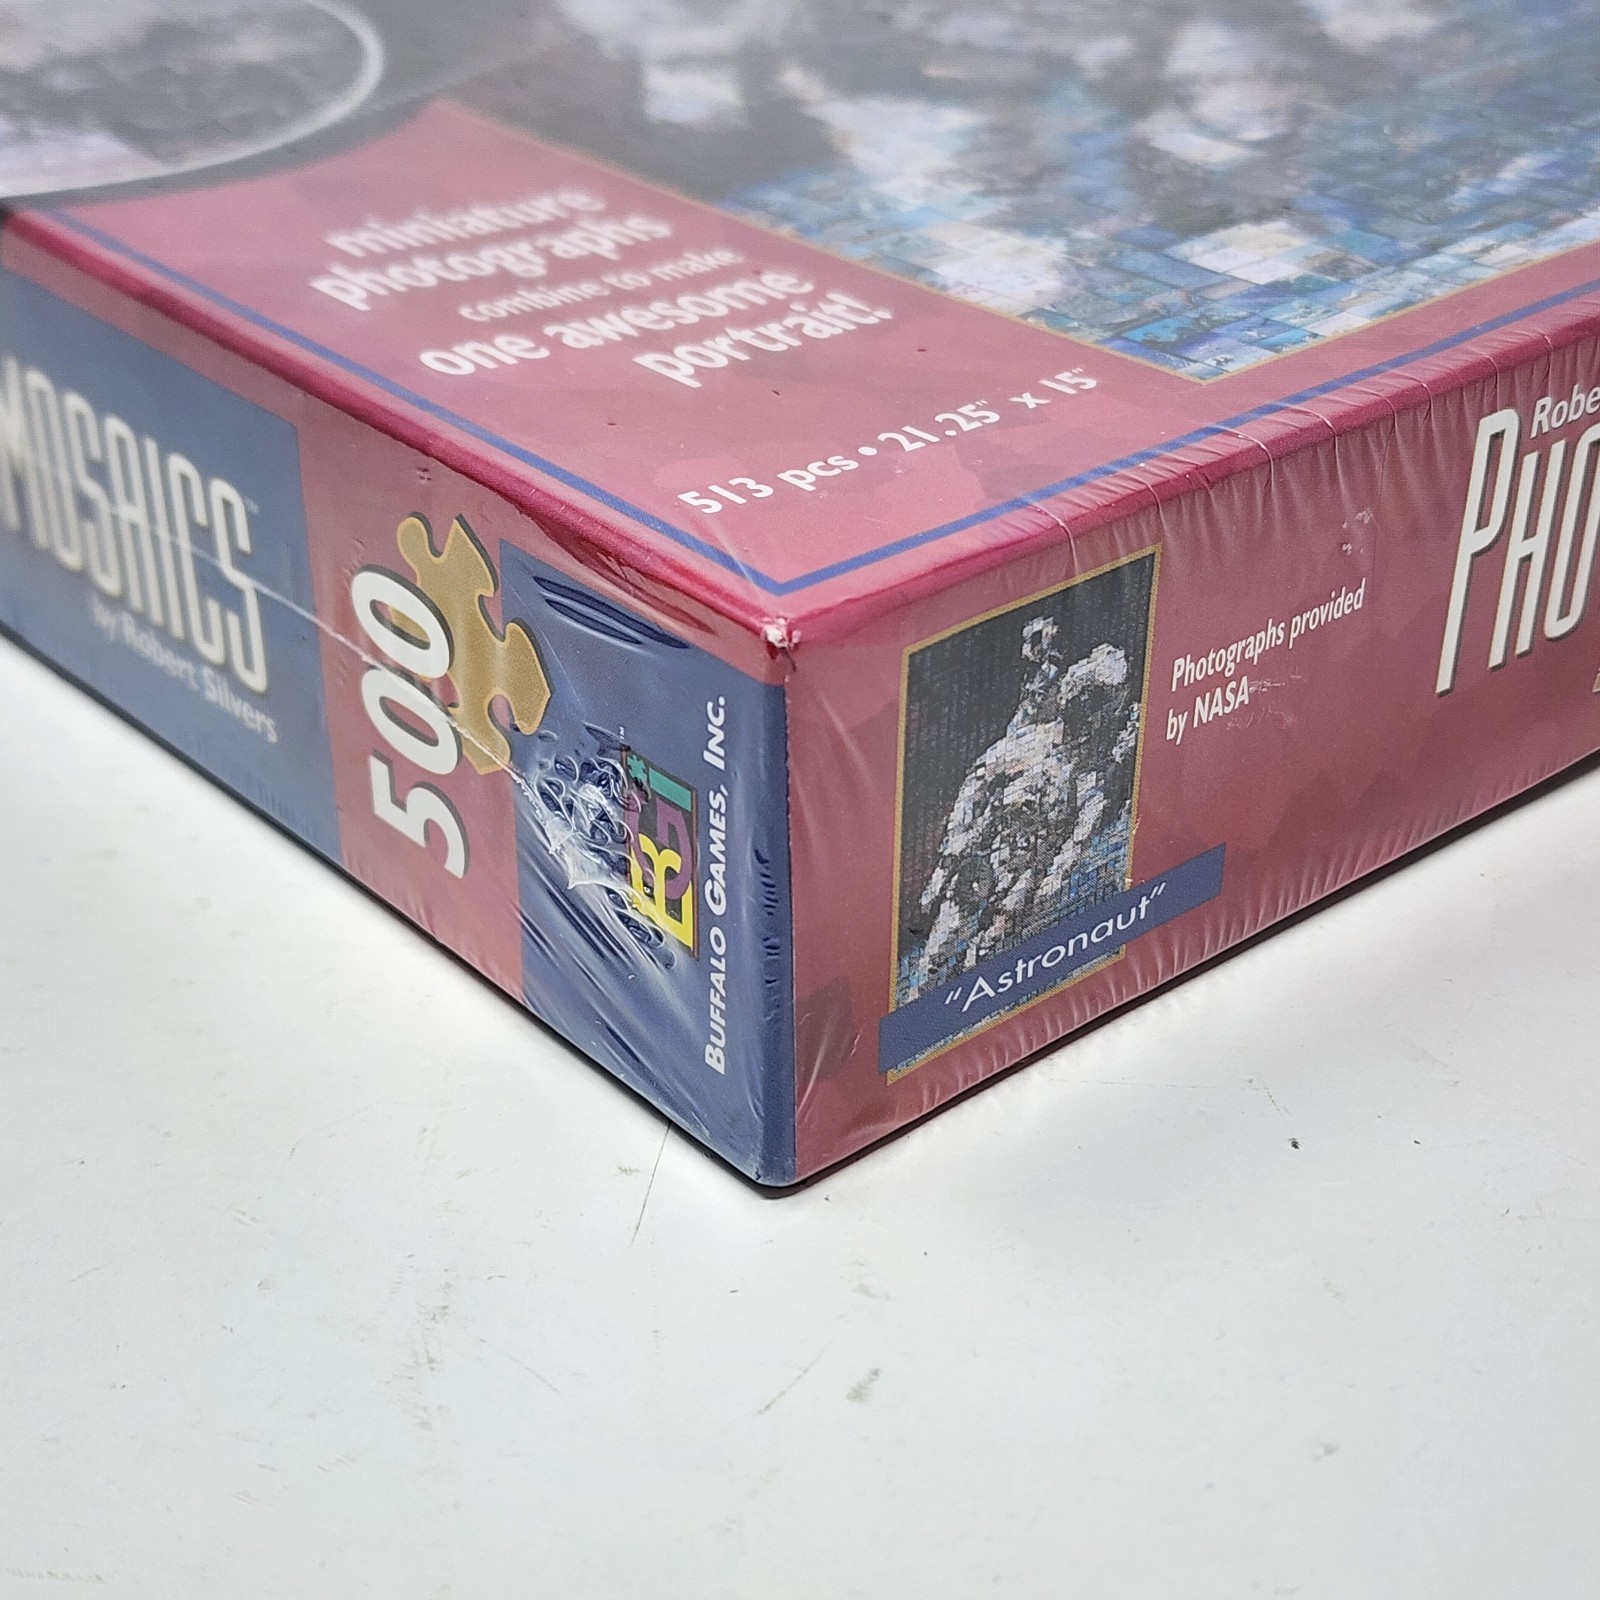 miniature
photographs
combine to make
one awesome
portrait!
513 pcs • 21.25" x 15"
MOSAICS™
by Robert Silvers
500
BUFFALO GAMES, INC.
"Astronaut"
Photographs provided
by NASA
Robe
PHO